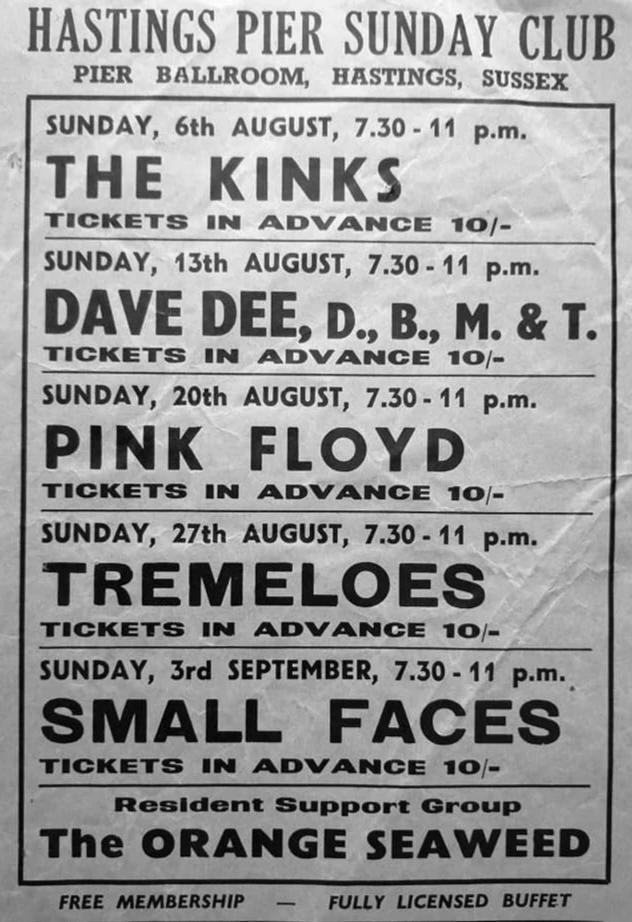 HASTINGS PIER SUNDAY CLUB
PIER BALLROOM, HASTINGS, SUSSEX
SUNDAY, 6th AUGUST, 7.30 - 11 p.m.
THE KINKS
TICKETS IN ADVANCE 10/-
SUNDAY, 13th AUGUST, 7.30 - 11 p.m.
DAVE DEE, D., B., M. & T.
TICKETS IN ADVANCE 10/-
SUNDAY, 20th AUGUST, 7.30 - 11 p.m.
PINK FLOYD
TICKETS IN ADVANCE 10/-
SUNDAY, 27th AUGUST, 7.30 - 11 p.m.
TREMELOES
TICKETS IN ADVANCE 10/-
SUNDAY, 3rd SEPTEMBER, 7.30 - 11 p.m.
SMALL FACES
TICKETS IN ADVANCE 10/-
Resident Support Group
The ORANGE SEAWEED
FREE MEMBERSHIP — FULLY LICENSED BUFFET